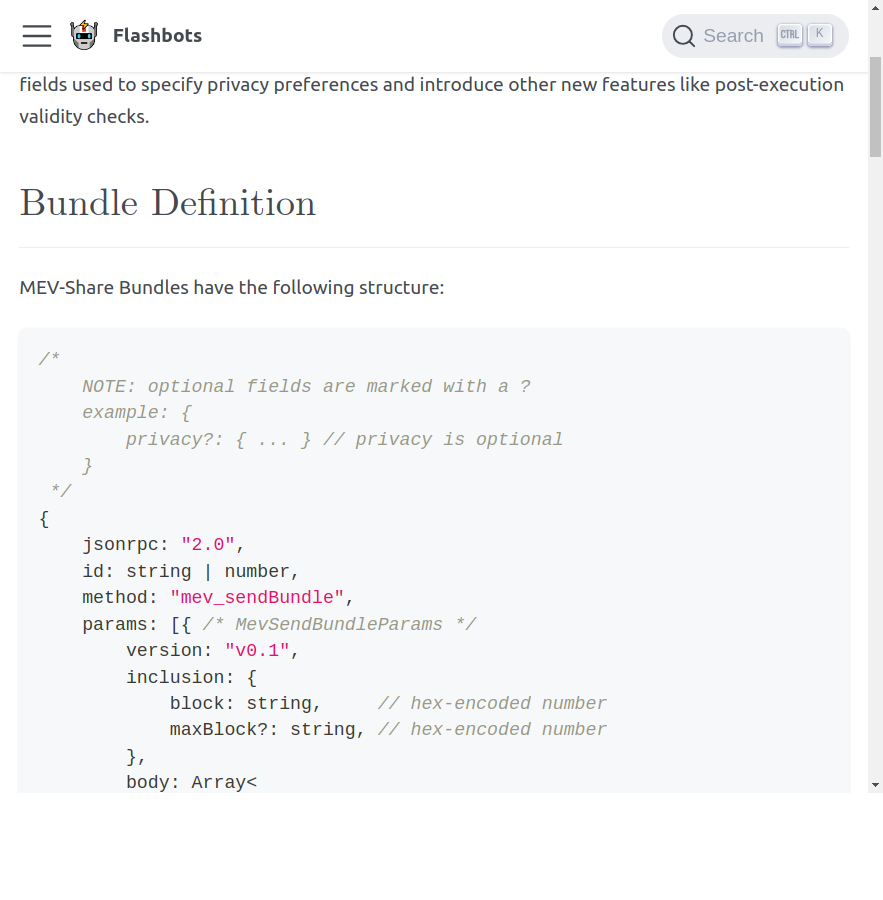 Flashbots
Search CTRL K
fields used to specify privacy preferences and introduce other new features like post-execution
validity checks.
Bundle Definition
MEV-Share Bundles have the following structure:
/*
    NOTE: optional fields are marked with a ?
    example: {
        privacy?: { ... } // privacy is optional
    }
 */
{
    jsonrpc: "2.0",
    id: string | number,
    method: "mev_sendBundle",
    params: [{ /* MevSendBundleParams */
        version: "v0.1",
        inclusion: {
            block: string,     // hex-encoded number
            maxBlock?: string, // hex-encoded number
        },
        body: Array<